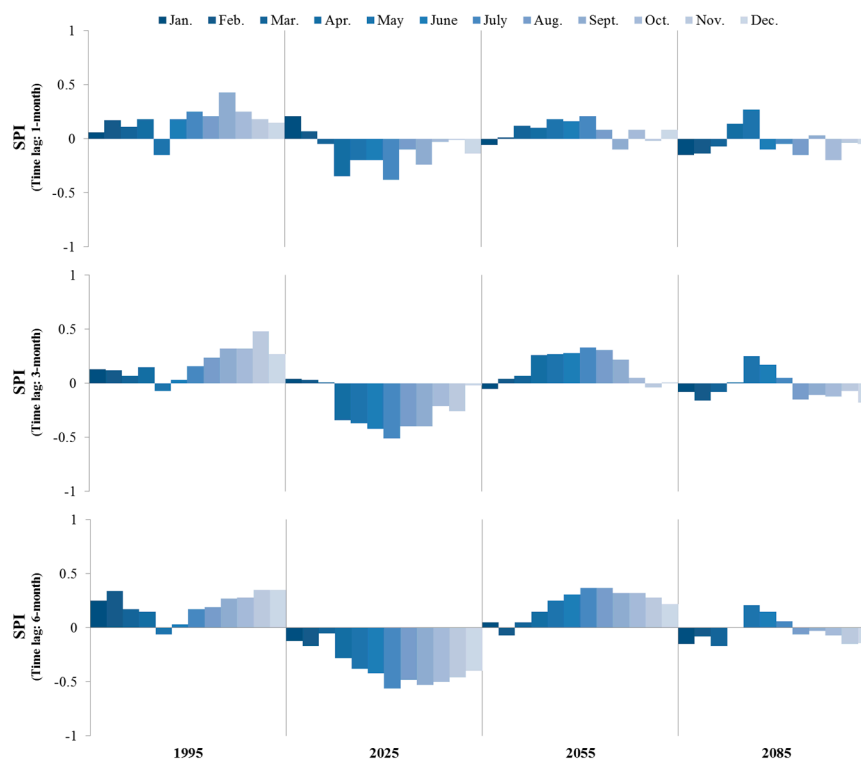 Jan. Feb. Mar. Apr. May June July Aug. Sept. Oct. Nov. Dec.
1
0.5
0
-0.5
-1
SPI
(Time lag: 1-month)
1
0.5
0
-0.5
-1
SPI
(Time lag: 3-month)
1
0.5
0
-0.5
-1
SPI
(Time lag: 6-month)
1995 2025 2055 2085